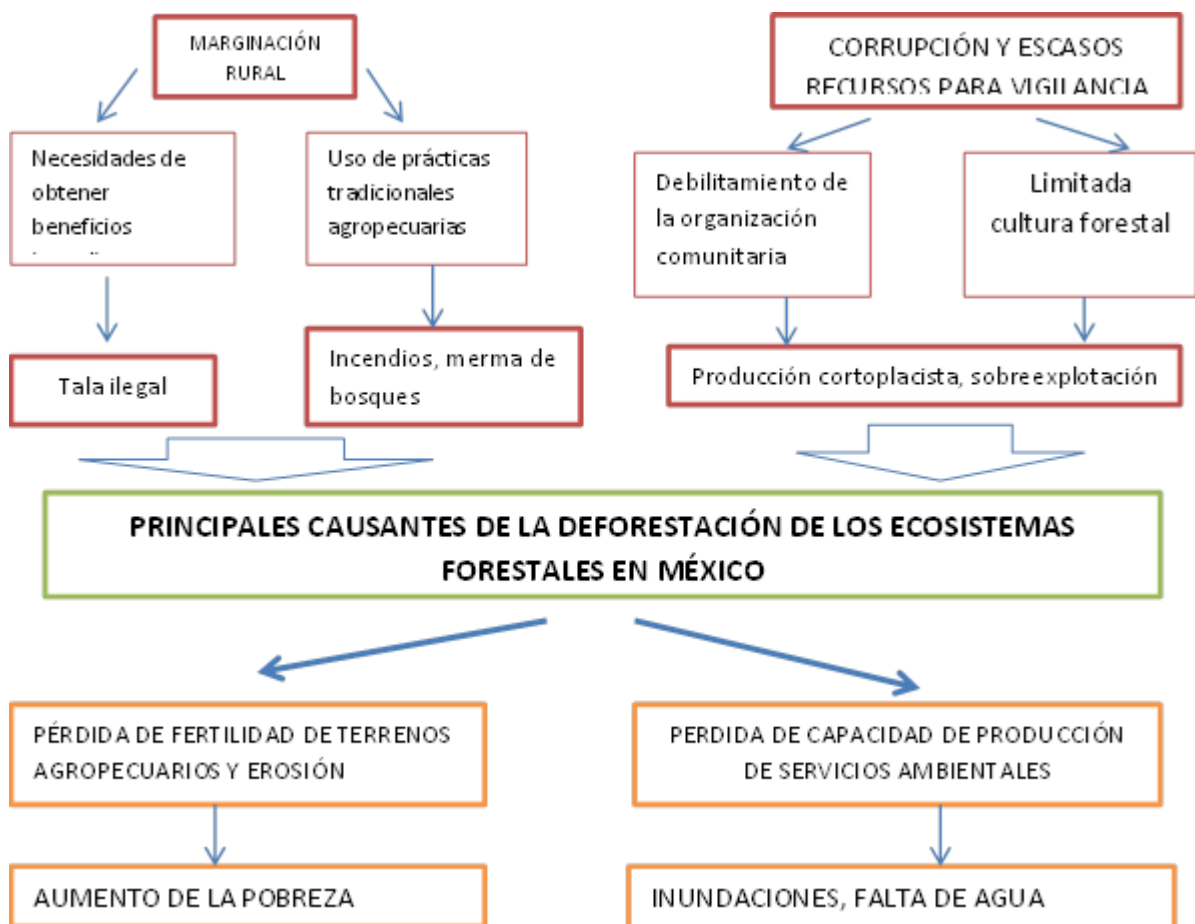 MARGINACIÓN
RURAL
CORRUPCIÓN Y ESCASOS
RECURSOS PARA VIGILANCIA
Necesidades de
obtener
beneficios
Uso de prácticas
tradicionales
agropecuarias
Debilitamiento de
la organización
comunitaria
Limitada
cultura forestal
Tala ilegal
Incendios, merma de
bosques
Producción cortoplacista, sobreexplotación
PRINCIPALES CAUSANTES DE LA DEFORESTACIÓN DE LOS ECOSISTEMAS
FORESTALES EN MÉXICO
PÉRDIDA DE FERTILIDAD DE TERRENOS
AGROPECUARIOS Y EROSIÓN
PERDIDA DE CAPACIDAD DE PRODUCCIÓN
DE SERVICIOS AMBIENTALES
AUMENTO DE LA POBREZA
INUNDACIONES, FALTA DE AGUA